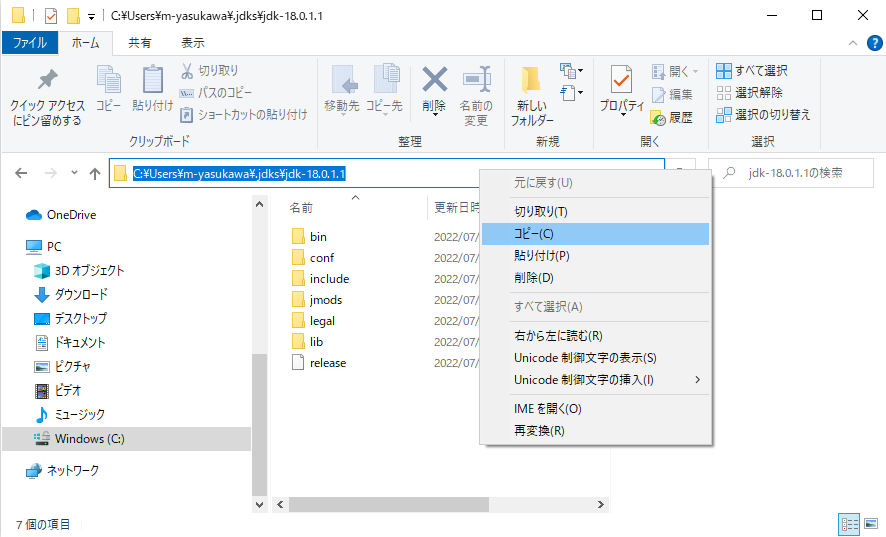 C:¥Users¥m-yasukawa¥.jdks¥jdk-18.0.1.1
ファイル ホーム 共有 表示
クイック アクセス
にピン留めする
コピー
貼り付け
切り取り
パスのコピー
ショートカットの貼り付け
クリップボード
移動先
コピー先
削除
名前の
変更
整理
新しい
フォルダー
新規
プロパティ
開く
編集
履歴
開く
すべて選択
選択解除
選択の切り替え
選択
C:¥Users¥m-yasukawa¥.jdks¥jdk-18.0.1.1
jdk-18.0.1.1の検索
OneDrive
PC
3D オブジェクト
ダウンロード
デスクトップ
ドキュメント
ピクチャ
ビデオ
ミュージック
Windows (C:)
ネットワーク
名前 更新日時
bin 2022/07/
conf 2022/07/
include 2022/07/
jmods 2022/07/
legal 2022/07/
lib 2022/07/
release 2022/07/
元に戻す(U)
切り取り(T)
コピー(C)
貼り付け(P)
削除(D)
すべて選択(A)
右から左に読む(R)
Unicode 制御文字の表示(S)
Unicode 制御文字の挿入(I)
IME を開く(O)
再変換(R)
7 個の項目